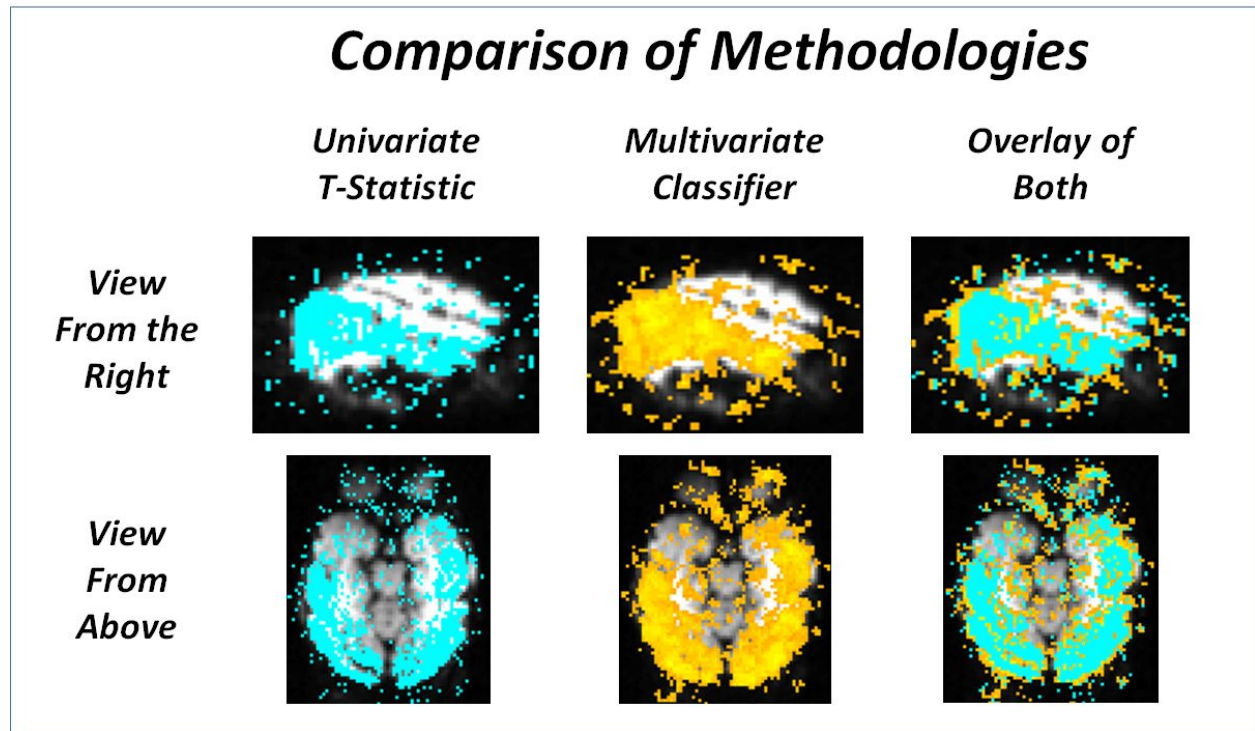 Comparison of Methodologies
Univariate
T-Statistic
Multivariate
Classifier
Overlay of
Both
View
From the
Right
View
From
Above